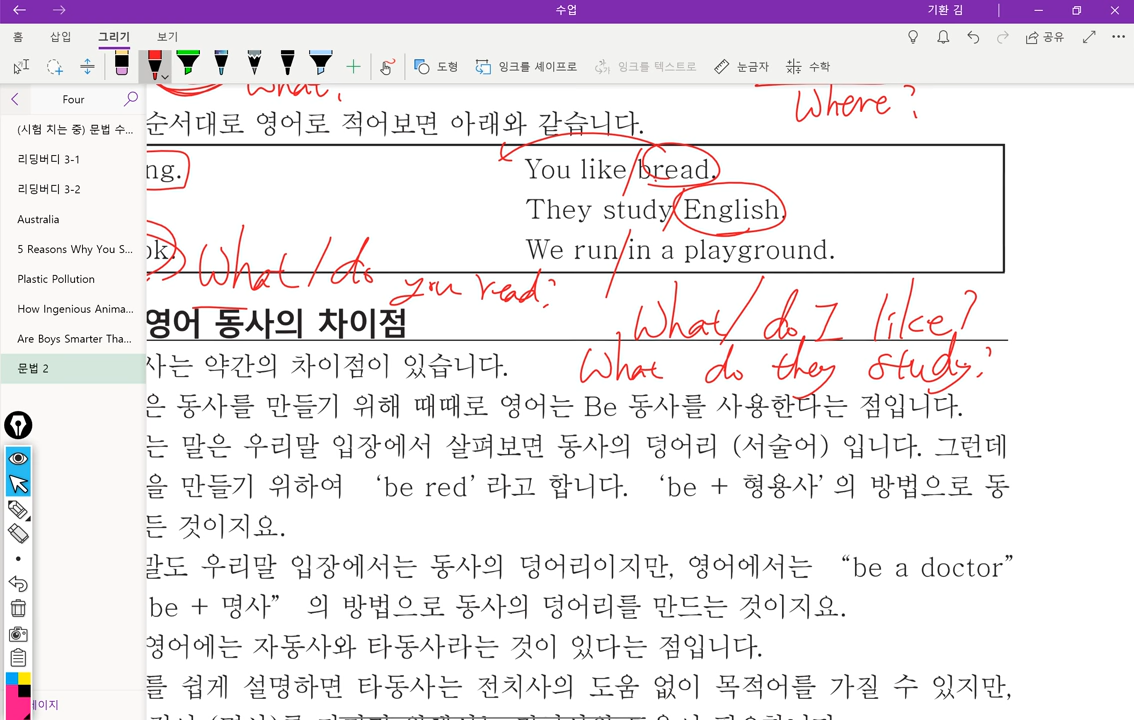 수업
기환 김
홈 삽입 그리기 보기
도형 잉크를 셰이프로 잉크를 텍스트로 눈금자 수학 공유
Four
(시험 치는 중) 문법 수...
리딩버디 3-1
리딩버디 3-2
Australia
5 Reasons Why You S...
Plastic Pollution
How Ingenious Anima...
Are Boys Smarter Tha...
문법 2
페이지
What?
Where?
순서대로 영어로 적어보면 아래와 같습니다.
ng. You like / bread.
They study / English.
ok. We run / in a playground.
What / do you read?
What / do I like?
영어 동사의 차이점
What do they study?
사는 약간의 차이점이 있습니다.
은 동사를 만들기 위해 때때로 영어는 Be 동사를 사용한다는 점입니다.
는 말은 우리말 입장에서 살펴보면 동사의 덩어리 (서술어) 입니다. 그런데
을 만들기 위하여 ‘be red’라고 합니다. ‘be + 형용사’의 방법으로 동
든 것이지요.
말도 우리말 입장에서는 동사의 덩어리이지만, 영어에서는 “be a doctor”
be + 명사” 의 방법으로 동사의 덩어리를 만드는 것이지요.
영어에는 자동사와 타동사라는 것이 있다는 점입니다.
를 쉽게 설명하면 타동사는 전치사의 도움 없이 목적어를 가질 수 있지만,